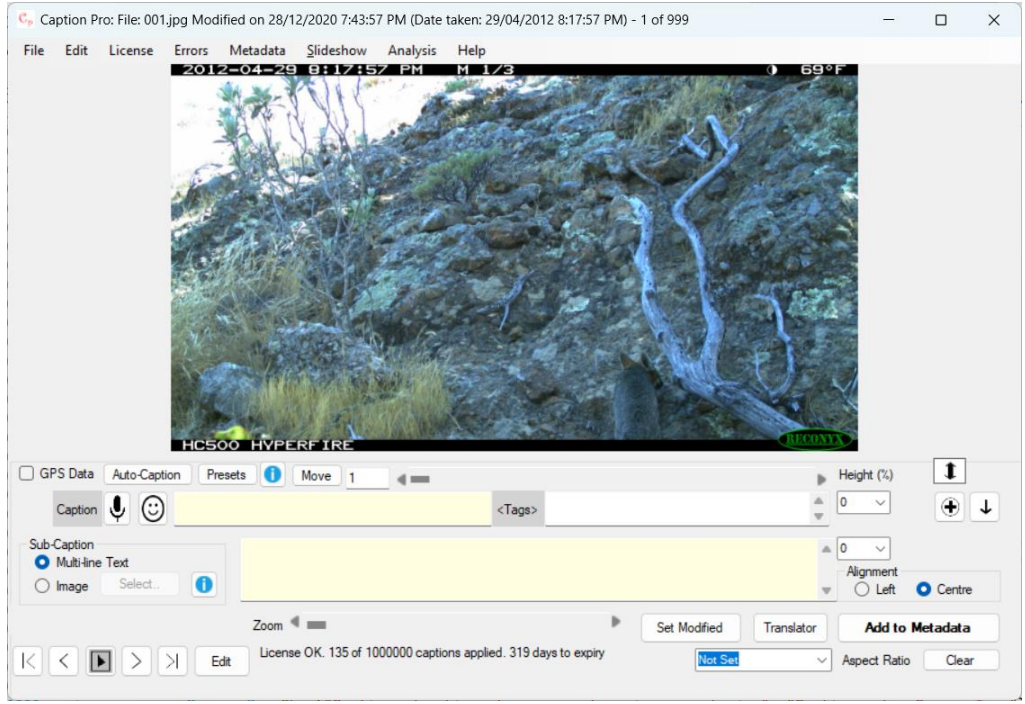 Caption Pro: File: 001.jpg Modified on 28/12/2020 7:43:57 PM (Date taken: 29/04/2012 8:17:57 PM) - 1 of 999
File Edit License Errors Metadata Slideshow Analysis Help
2012-04-29 8:17:57 PM M 1/3 69°F
RECONYX
HC500 HYPERFIRE
GPS Data Auto-Caption Presets Move 1 Height (%)
Caption <Tags> 0
Sub-Caption
Multi-line Text 0
Image Select.. Alignment
Left Centre
Zoom Set Modified Translator Add to Metadata
Edit License OK. 135 of 1000000 captions applied. 319 days to expiry Not Set Aspect Ratio Clear